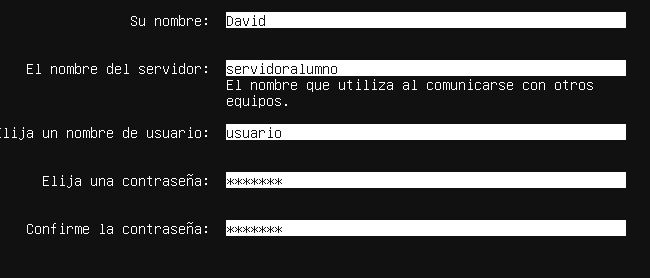 Su nombre: David
El nombre del servidor: servidoralumno
El nombre que utiliza al comunicarse con otros
equipos.
lija un nombre de usuario: usuario
Elija una contraseña: *******
Confirme la contraseña: *******